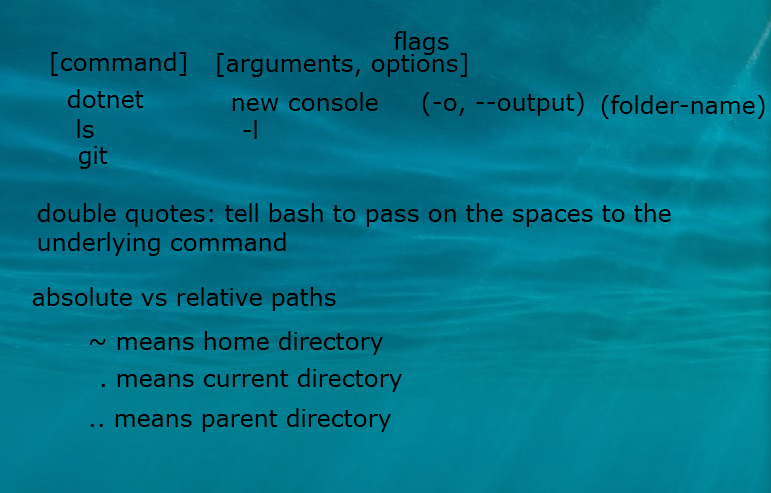 flags
[command] [arguments, options]
dotnet new console (-o, --output) (folder-name)
ls -l
git
double quotes: tell bash to pass on the spaces to the
underlying command
absolute vs relative paths
~ means home directory
. means current directory
.. means parent directory